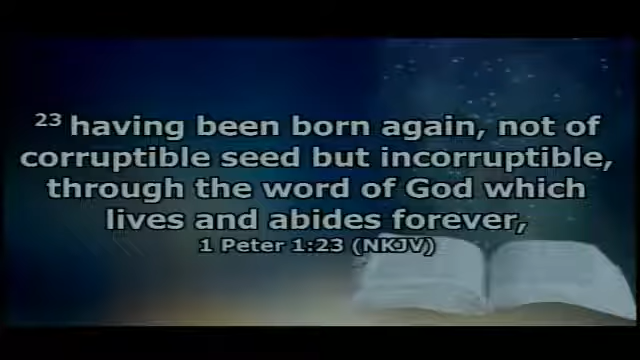 23 having been born again, not of
corruptible seed but incorruptible,
through the word of God which
lives and abides forever,
1 Peter 1:23 (NKJV)